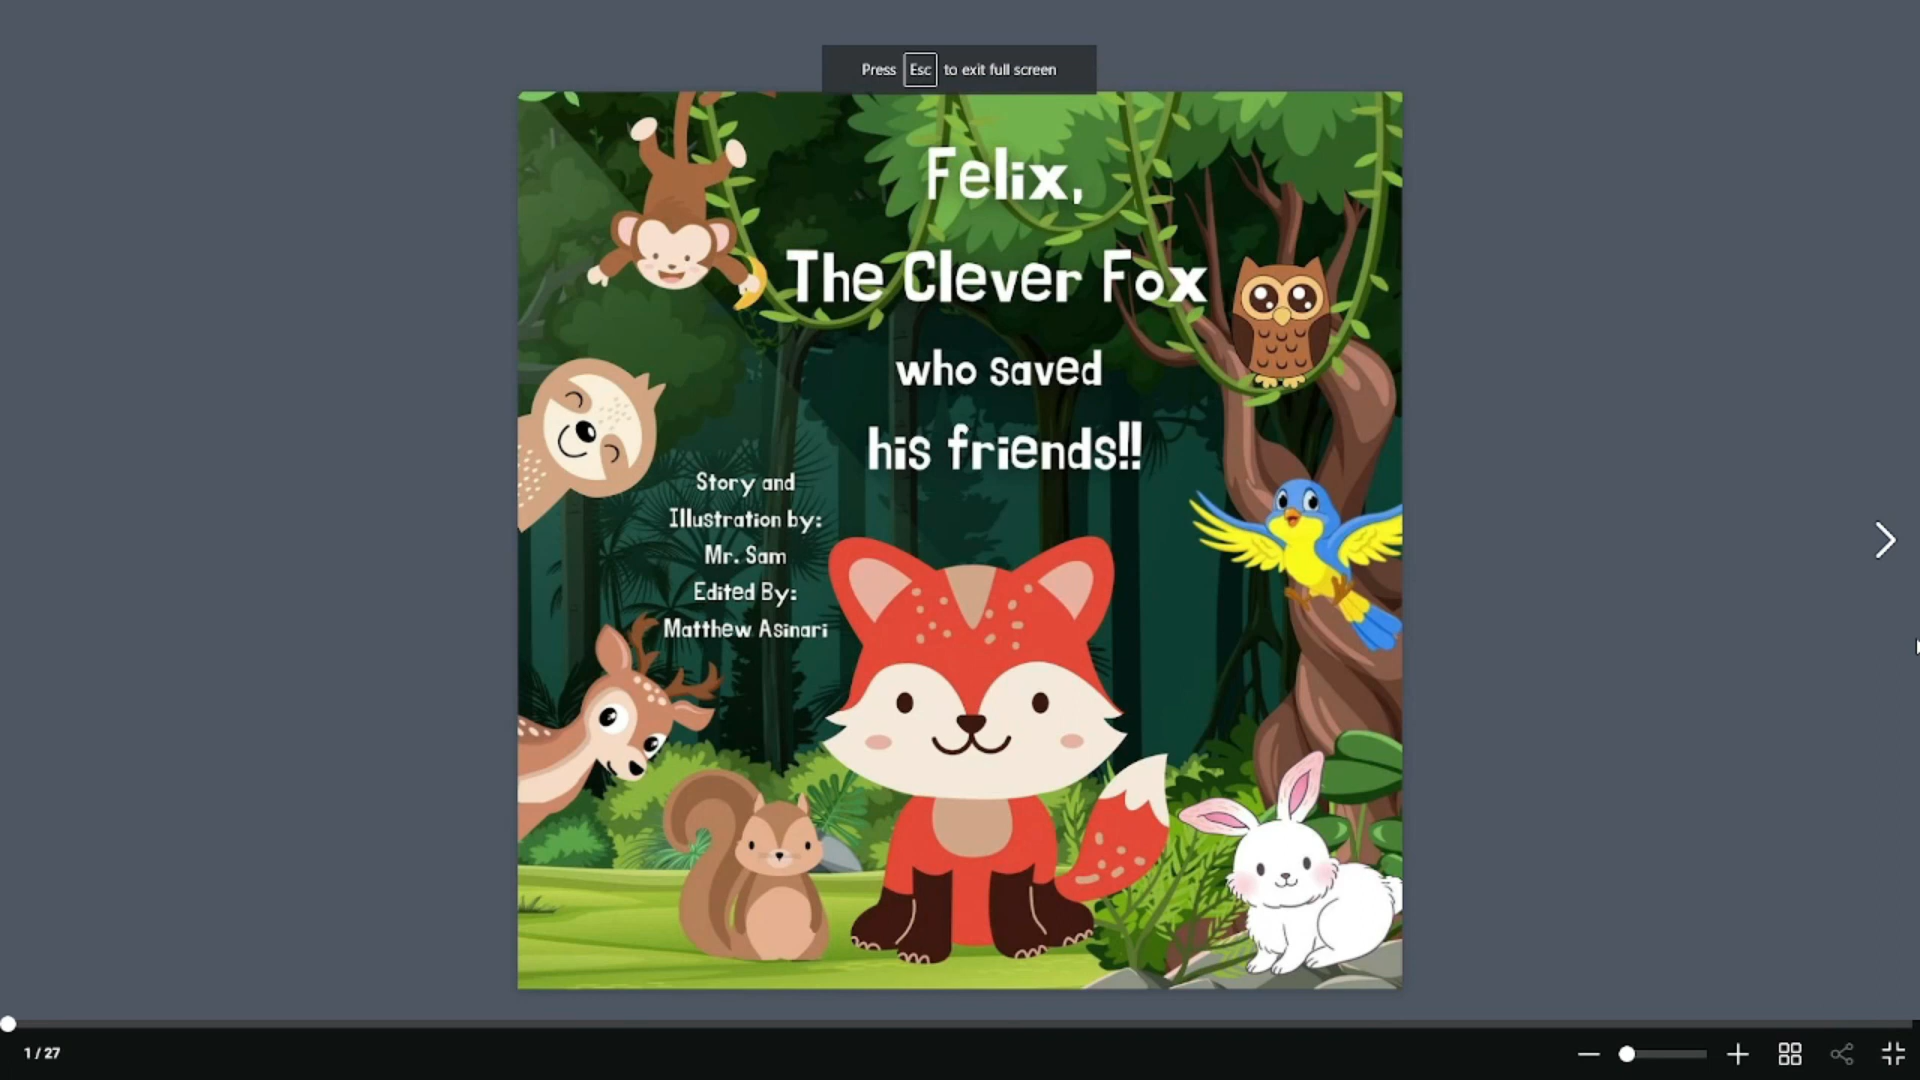 Press Esc to exit full screen
Felix,
The Clever Fox
who saved
his friends!!
Story and
Illustration by:
Mr. Sam
Edited By:
Matthew Asinari
1 / 27